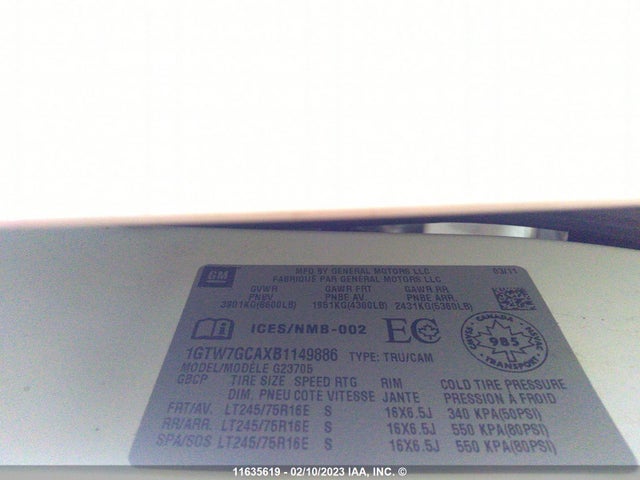 GM
MFG BY GENERAL MOTORS LLC 03/11
FABRIQUE PAR GENERAL MOTORS LLC
GVWR GAWR FRT GAWR RR
PNBV PNBE AV PNBE ARR.
3901KG(8600LB) 1951KG(4300LB) 2431KG(5360LB)
ICES/NMB-002 EC
CANADA
985
TRANSPORT
1GTW7GCAXB1149886 TYPE: TRU/CAM
MODEL/MODÈLE G23705
GBCP TIRE SIZE SPEED RTG RIM COLD TIRE PRESSURE
DIM. PNEU COTE VITESSE JANTE PRESSION À FROID
FRT/AV. LT245/75R16E S 16X6.5J 340 KPA(50PSI)
RR/ARR. LT245/75R16E S 16X6.5J 550 KPA(80PSI)
SPA/SOS LT245/75R16E S 16X6.5J 550 KPA(80PSI)
11635619 - 02/10/2023 IAA, INC. ©